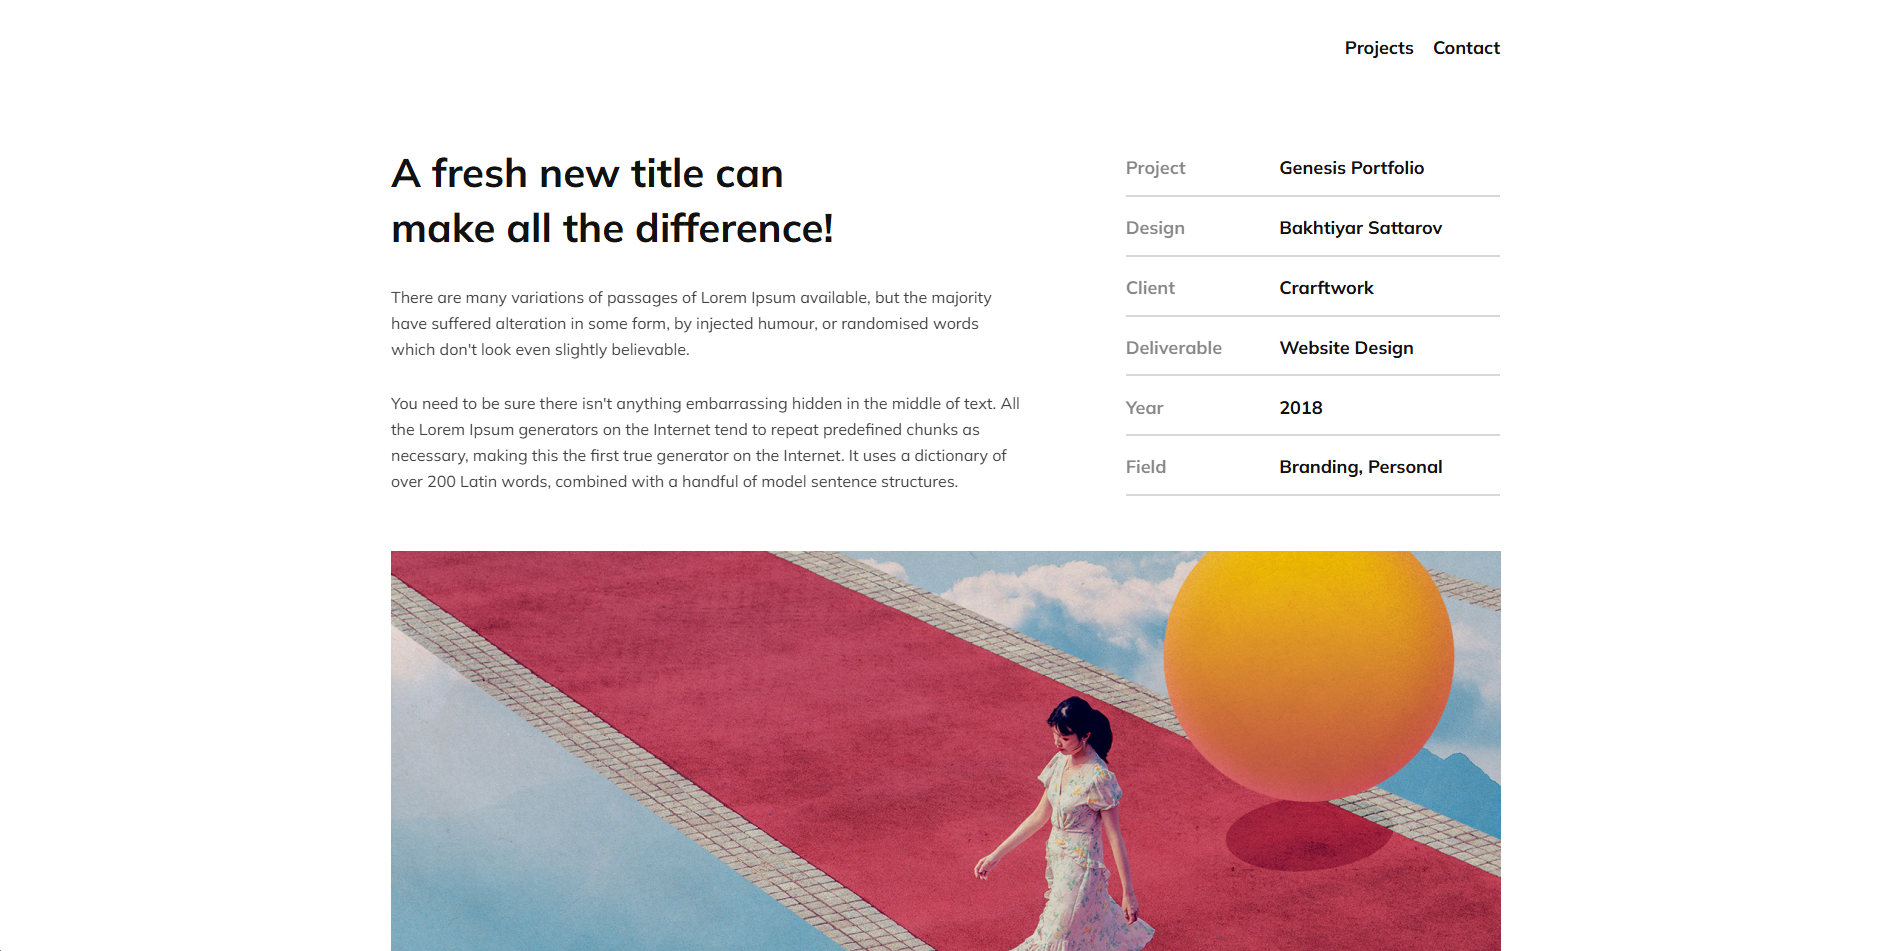 Projects Contact
A fresh new title can
make all the difference!
There are many variations of passages of Lorem Ipsum available, but the majority
have suffered alteration in some form, by injected humour, or randomised words
which don't look even slightly believable.
You need to be sure there isn't anything embarrassing hidden in the middle of text. All
the Lorem Ipsum generators on the Internet tend to repeat predefined chunks as
necessary, making this the first true generator on the Internet. It uses a dictionary of
over 200 Latin words, combined with a handful of model sentence structures.
Project Genesis Portfolio
Design Bakhtiyar Sattarov
Client Crarftwork
Deliverable Website Design
Year 2018
Field Branding, Personal